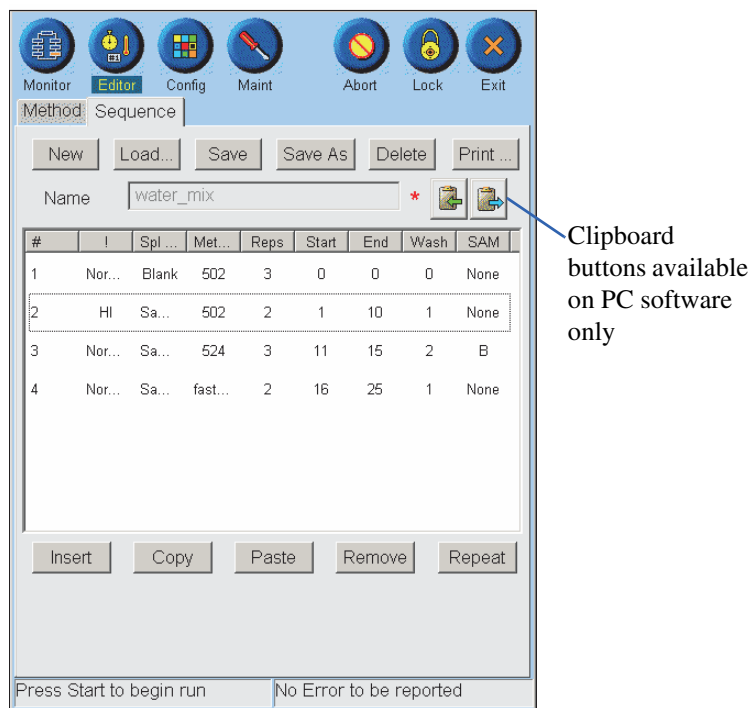 Monitor Editor Config Maint Abort Lock Exit
Method Sequence
New Load... Save Save As Delete Print ...
Name water_mix *
# ! Spl ... Met... Reps Start End Wash SAM
1 Nor... Blank 502 3 0 0 0 None
2 HI Sa... 502 2 1 10 1 None
3 Nor... Sa... 524 3 11 15 2 B
4 Nor... Sa... fast... 2 16 25 1 None
Insert Copy Paste Remove Repeat
Press Start to begin run No Error to be reported
Clipboard
buttons available
on PC software
only